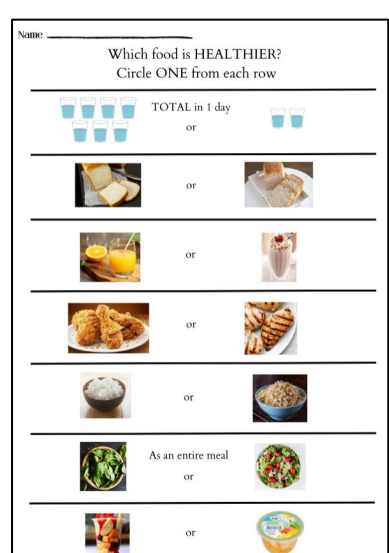 Name
Which food is HEALTHIER?
Circle ONE from each row
TOTAL in 1 day
or
or
or
or
or
As an entire meal
or
or